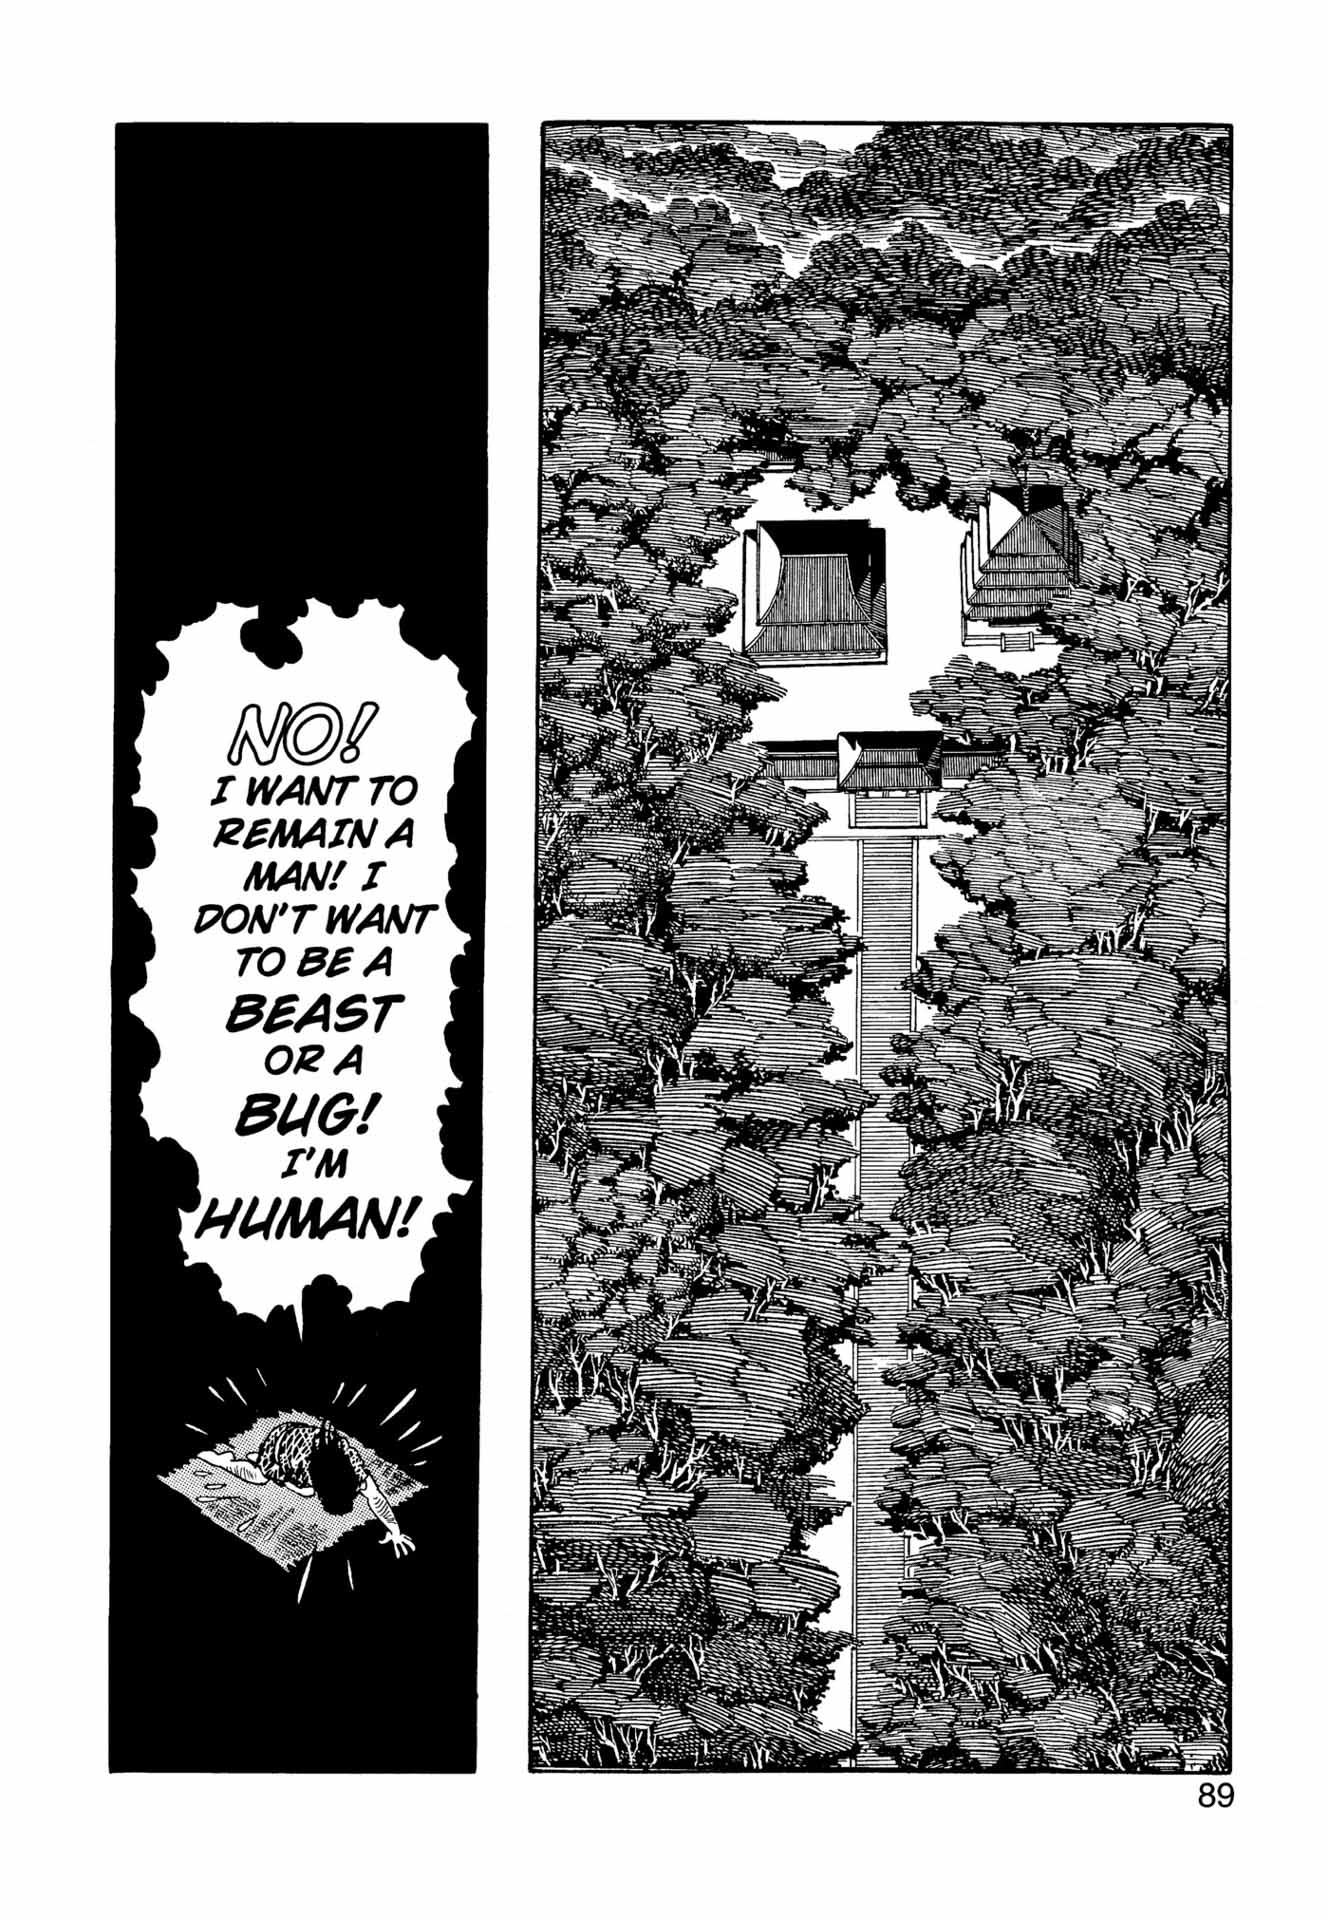 NO!
I WANT TO
REMAIN A
MAN! I
DON'T WANT
TO BE A
BEAST
OR A
BUG!
I'M
HUMAN!
89